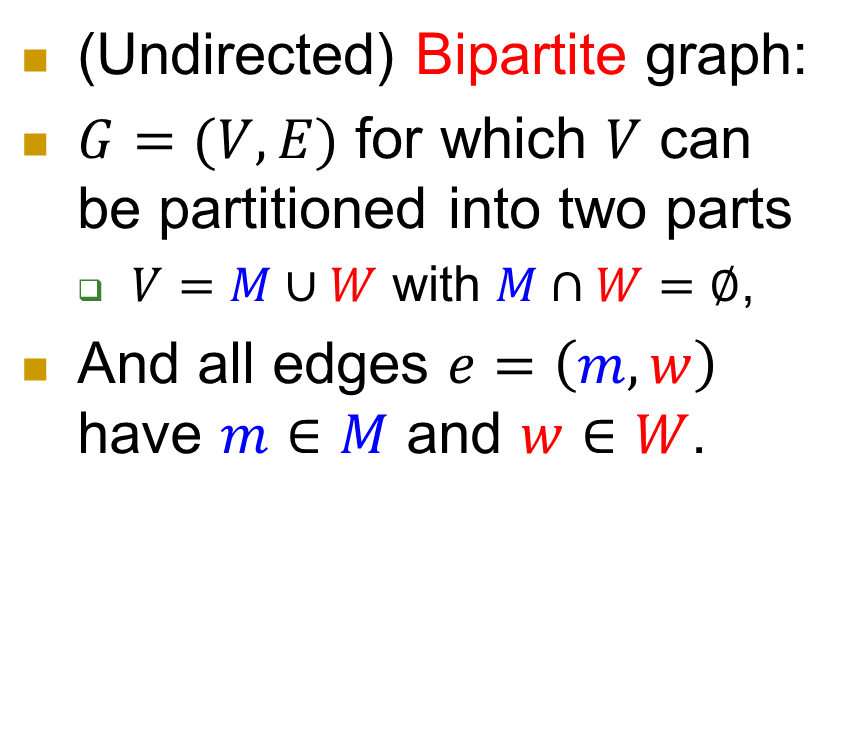 (Undirected) Bipartite graph:
𝐺 = (𝑉, 𝐸) for which 𝑉 can
be partitioned into two parts
𝑉 = 𝑀 ∪ 𝑊 with 𝑀 ∩ 𝑊 = ∅,
And all edges 𝑒 = (𝑚, 𝑤)
have 𝑚 ∈ 𝑀 and 𝑤 ∈ 𝑊.